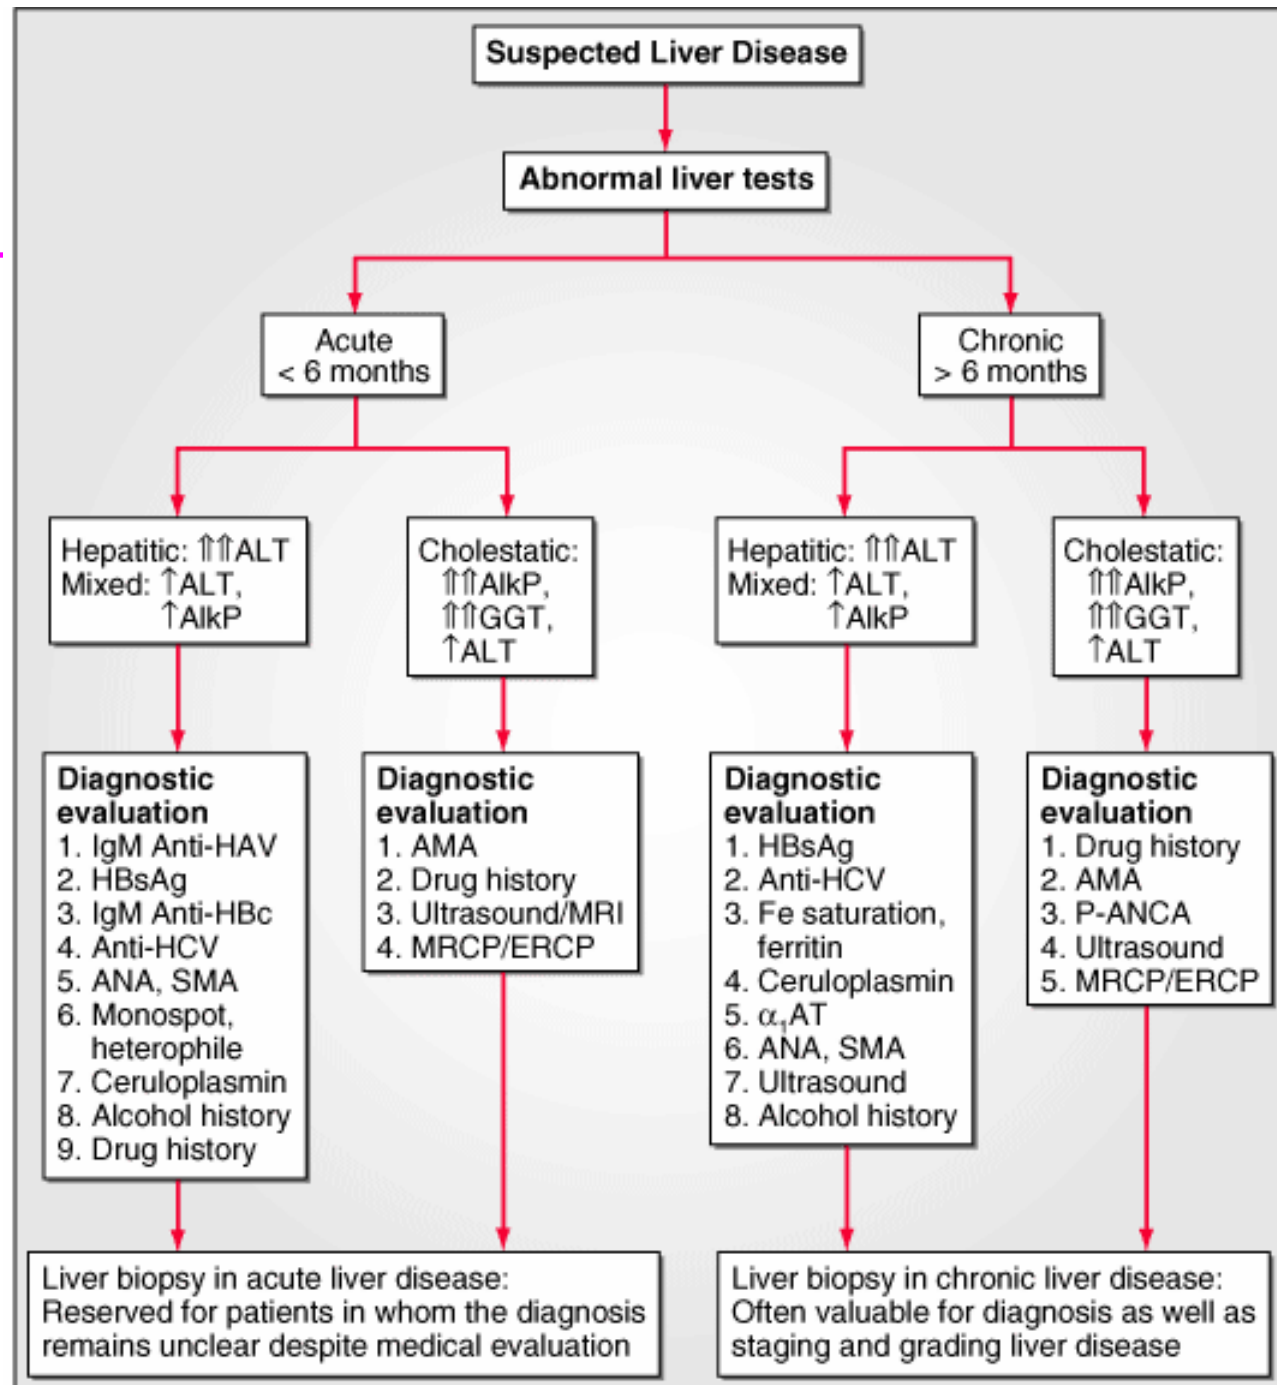 Suspected Liver Disease
Abnormal liver tests
Acute
< 6 months
Chronic
> 6 months
Hepatitic: ⇑⇑ALT
Mixed: ↑ALT,
↑AlkP
Cholestatic:
⇑⇑AlkP,
⇑⇑GGT,
↑ALT
Hepatitic: ⇑⇑ALT
Mixed: ↑ALT,
↑AlkP
Cholestatic:
⇑⇑AlkP,
⇑⇑GGT,
↑ALT
Diagnostic
evaluation
1. IgM Anti-HAV
2. HBsAg
3. IgM Anti-HBc
4. Anti-HCV
5. ANA, SMA
6. Monospot,
heterophile
7. Ceruloplasmin
8. Alcohol history
9. Drug history
Diagnostic
evaluation
1. AMA
2. Drug history
3. Ultrasound/MRI
4. MRCP/ERCP
Diagnostic
evaluation
1. HBsAg
2. Anti-HCV
3. Fe saturation,
ferritin
4. Ceruloplasmin
5. α₁AT
6. ANA, SMA
7. Ultrasound
8. Alcohol history
Diagnostic
evaluation
1. Drug history
2. AMA
3. P-ANCA
4. Ultrasound
5. MRCP/ERCP
Liver biopsy in acute liver disease:
Reserved for patients in whom the diagnosis
remains unclear despite medical evaluation
Liver biopsy in chronic liver disease:
Often valuable for diagnosis as well as
staging and grading liver disease